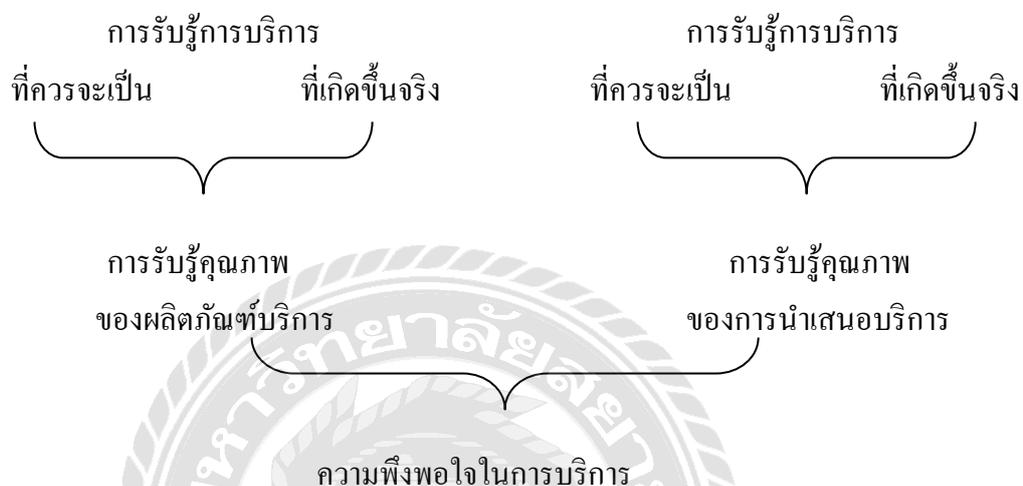 การรับรู้การบริการ การรับรู้การบริการ
ที่ควรจะเป็น ที่เกิดขึ้นจริง ที่ควรจะเป็น ที่เกิดขึ้นจริง
การรับรู้คุณภาพ การรับรู้คุณภาพ
ของผลิตภัณฑ์บริการ ของการนำเสนอบริการ
ความพึงพอใจในการบริการ